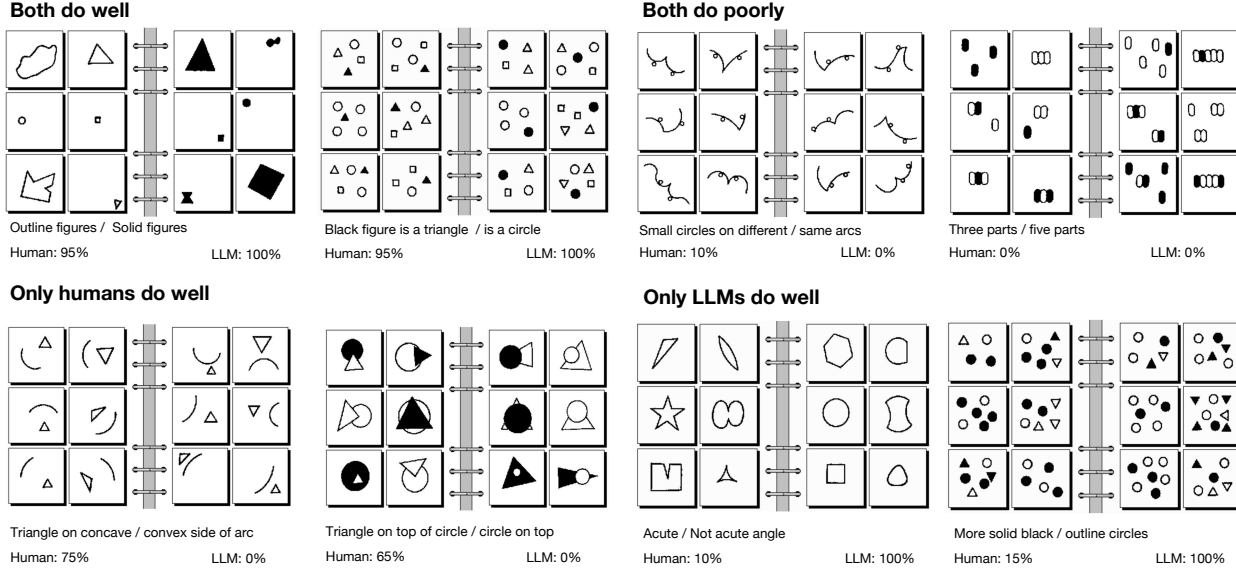 Both do well
Both do poorly
Outline figures / Solid figures
Human: 95% LLM: 100%
Black figure is a triangle / is a circle
Human: 95% LLM: 100%
Small circles on different / same arcs
Human: 10% LLM: 0%
Three parts / five parts
Human: 0% LLM: 0%
Only humans do well
Only LLMs do well
Triangle on concave / convex side of arc
Human: 75% LLM: 0%
Triangle on top of circle / circle on top
Human: 65% LLM: 0%
Acute / Not acute angle
Human: 10% LLM: 100%
More solid black / outline circles
Human: 15% LLM: 100%